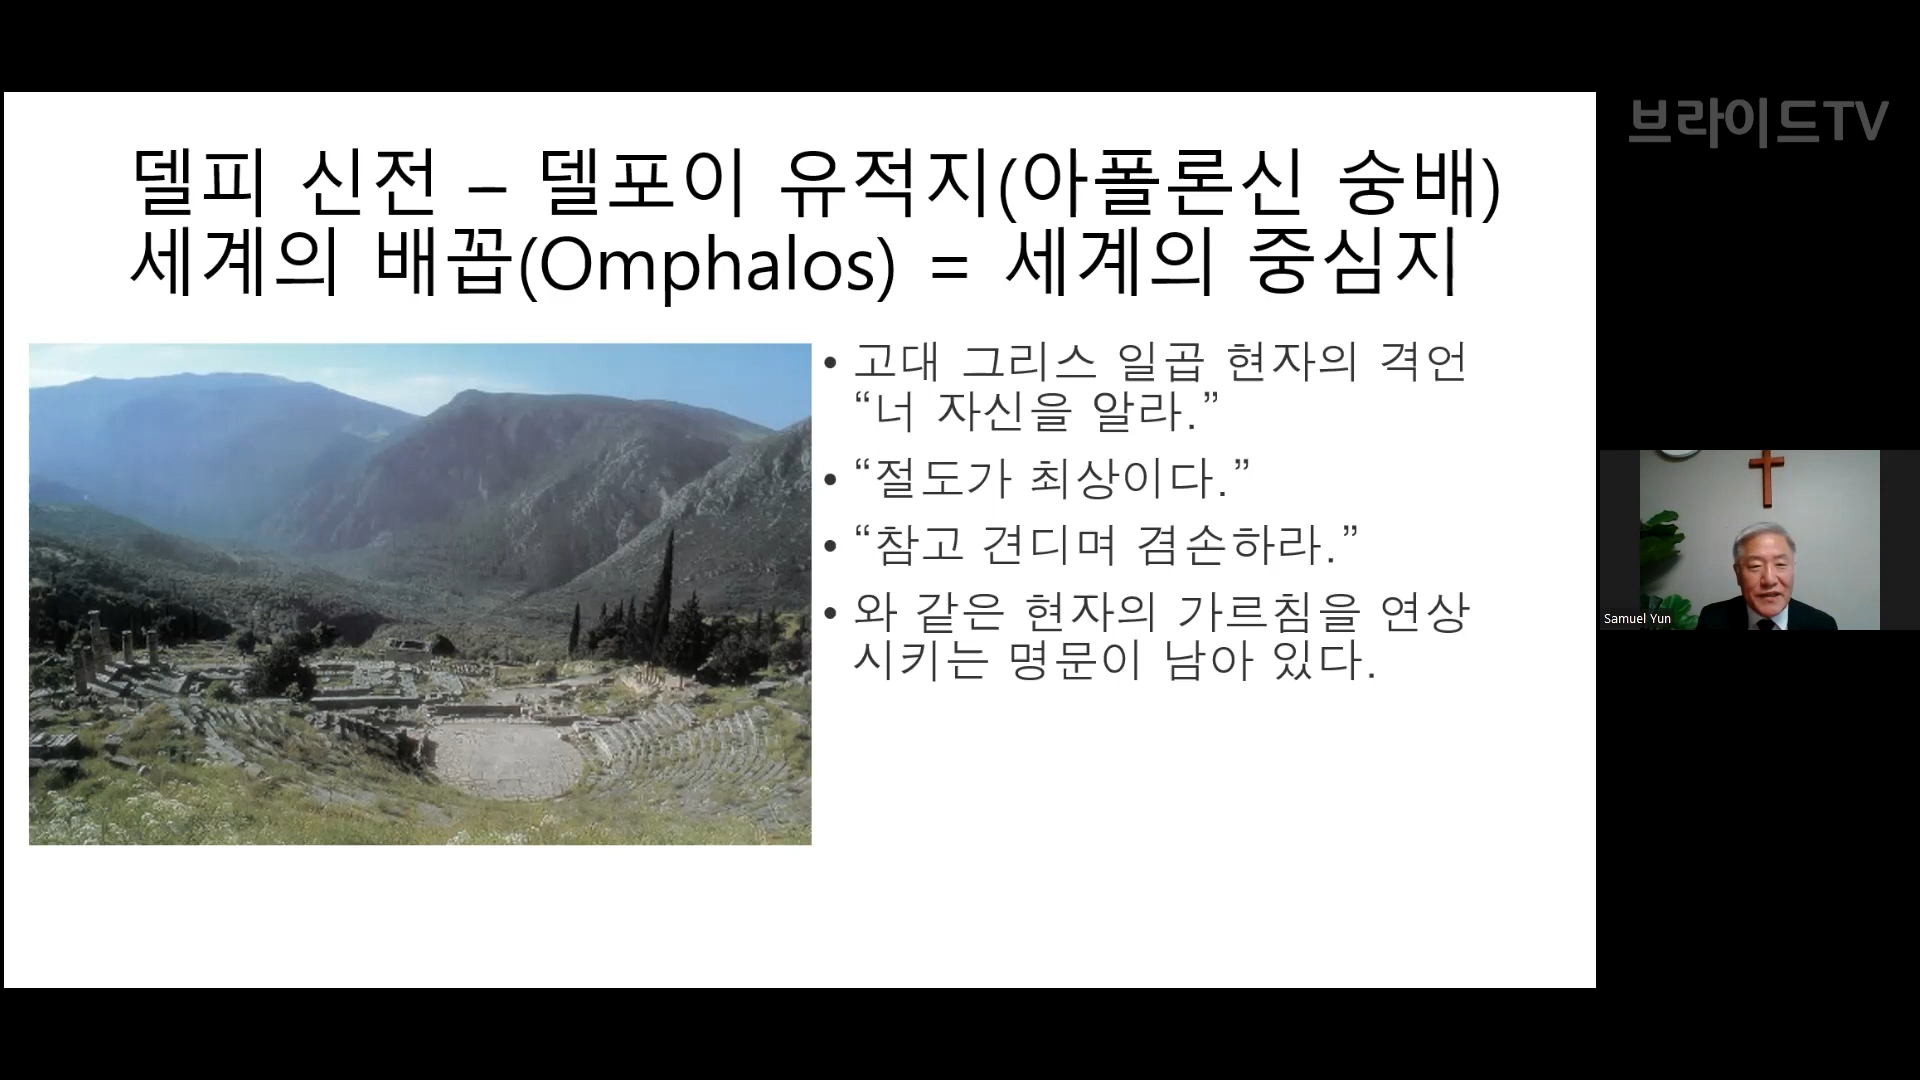 델피 신전 – 델포이 유적지(아폴론신 숭배)
세계의 배꼽(Omphalos) = 세계의 중심지
• 고대 그리스 일곱 현자의 격언
“너 자신을 알라.”
• “절도가 최상이다.”
• “참고 견디며 겸손하라.”
• 와 같은 현자의 가르침을 연상
시키는 명문이 남아 있다.
브라이드TV
Samuel Yun